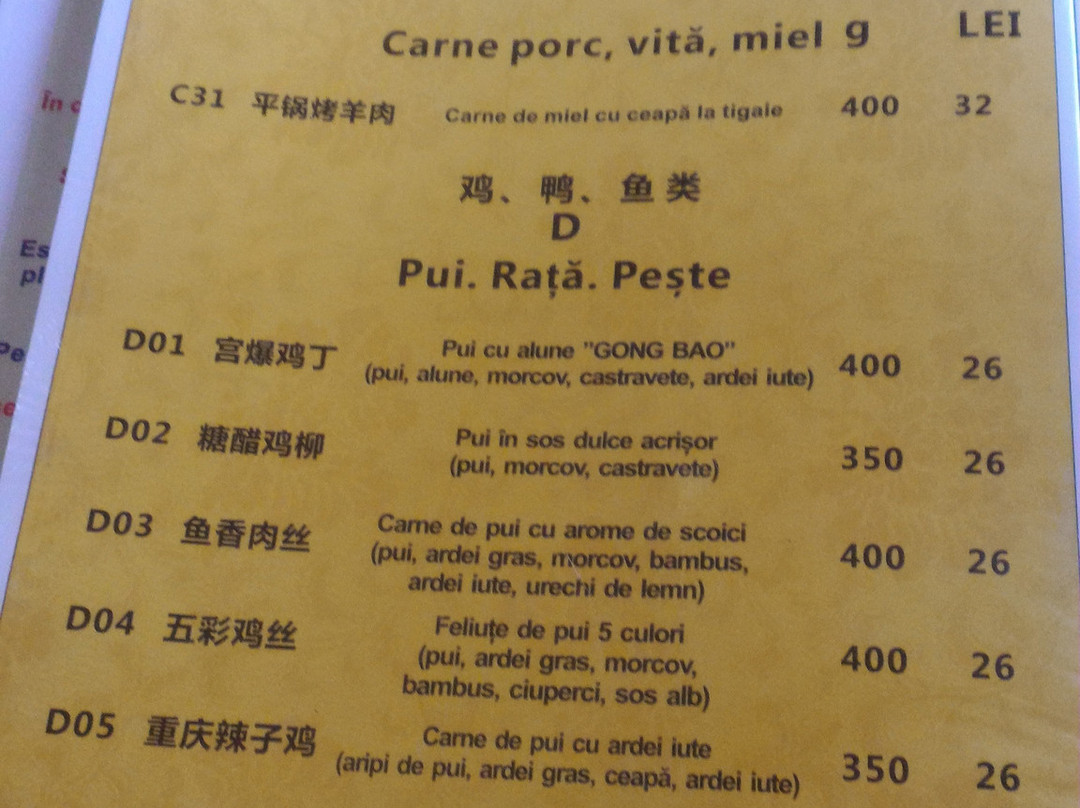 Carne porc, vită, miel g LEI
C31 平锅烤羊肉 Carne de miel cu ceapă la tigaie 400 32
鸡、鸭、鱼类
D
Pui. Rață. Pește
D01 宫爆鸡丁 Pui cu alune "GONG BAO" 400 26
(pui, alune, morcov, castravete, ardei iute)
D02 糖醋鸡柳 Pui în sos dulce acrișor 350 26
(pui, morcov, castravete)
D03 鱼香肉丝 Carne de pui cu arome de scoici 400 26
(pui, ardei gras, morcov, bambus,
ardei iute, urechi de lemn)
D04 五彩鸡丝 Feliuțe de pui 5 culori 400 26
(pui, ardei gras, morcov,
bambus, ciuperci, sos alb)
D05 重庆辣子鸡 Carne de pui cu ardei iute 350 26
(aripi de pui, ardei gras, ceapă, ardei iute)
În
Es
pl
Pe